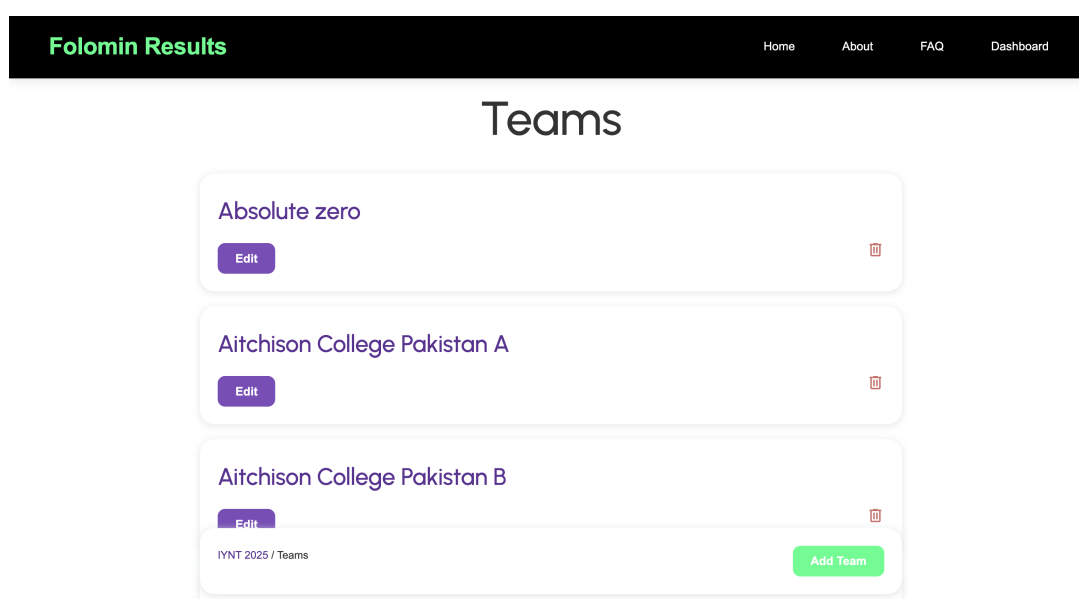 Folomin Results
Home About FAQ Dashboard
Teams
Absolute zero
Edit
Aitchison College Pakistan A
Edit
Aitchison College Pakistan B
Edit
IYNT 2025 / Teams
Add Team